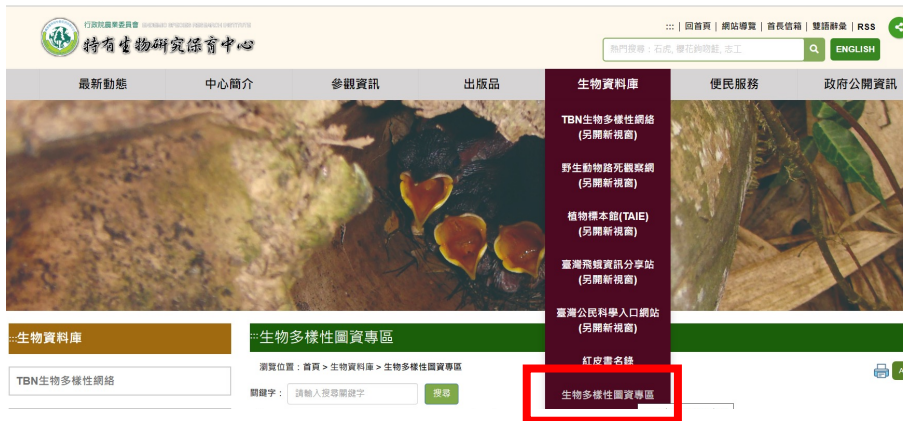 行政院農業委員會 ENDEMIC SPECIES RESEARCH INSTITUTE
特有生物研究保育中心
::: | 回首頁 | 網站導覽 | 首長信箱 | 雙語辭彙 | RSS
熱門搜尋：石虎, 櫻花鉤吻鮭, 志工
ENGLISH
最新動態 中心簡介 參觀資訊 出版品 生物資料庫 便民服務 政府公開資訊
TBN生物多樣性網絡
(另開新視窗)
野生動物路死觀察網
(另開新視窗)
植物標本館(TAIE)
(另開新視窗)
臺灣飛蛾資訊分享站
(另開新視窗)
臺灣公民科學人口網站
(另開新視窗)
紅皮書名錄
生物多樣性圖資專區
:::生物資料庫
TBN生物多樣性網絡
:::生物多樣性圖資專區
瀏覽位置：首頁 > 生物資料庫 > 生物多樣性圖資專區
關鍵字： 請輸入搜尋關鍵字 搜尋
A